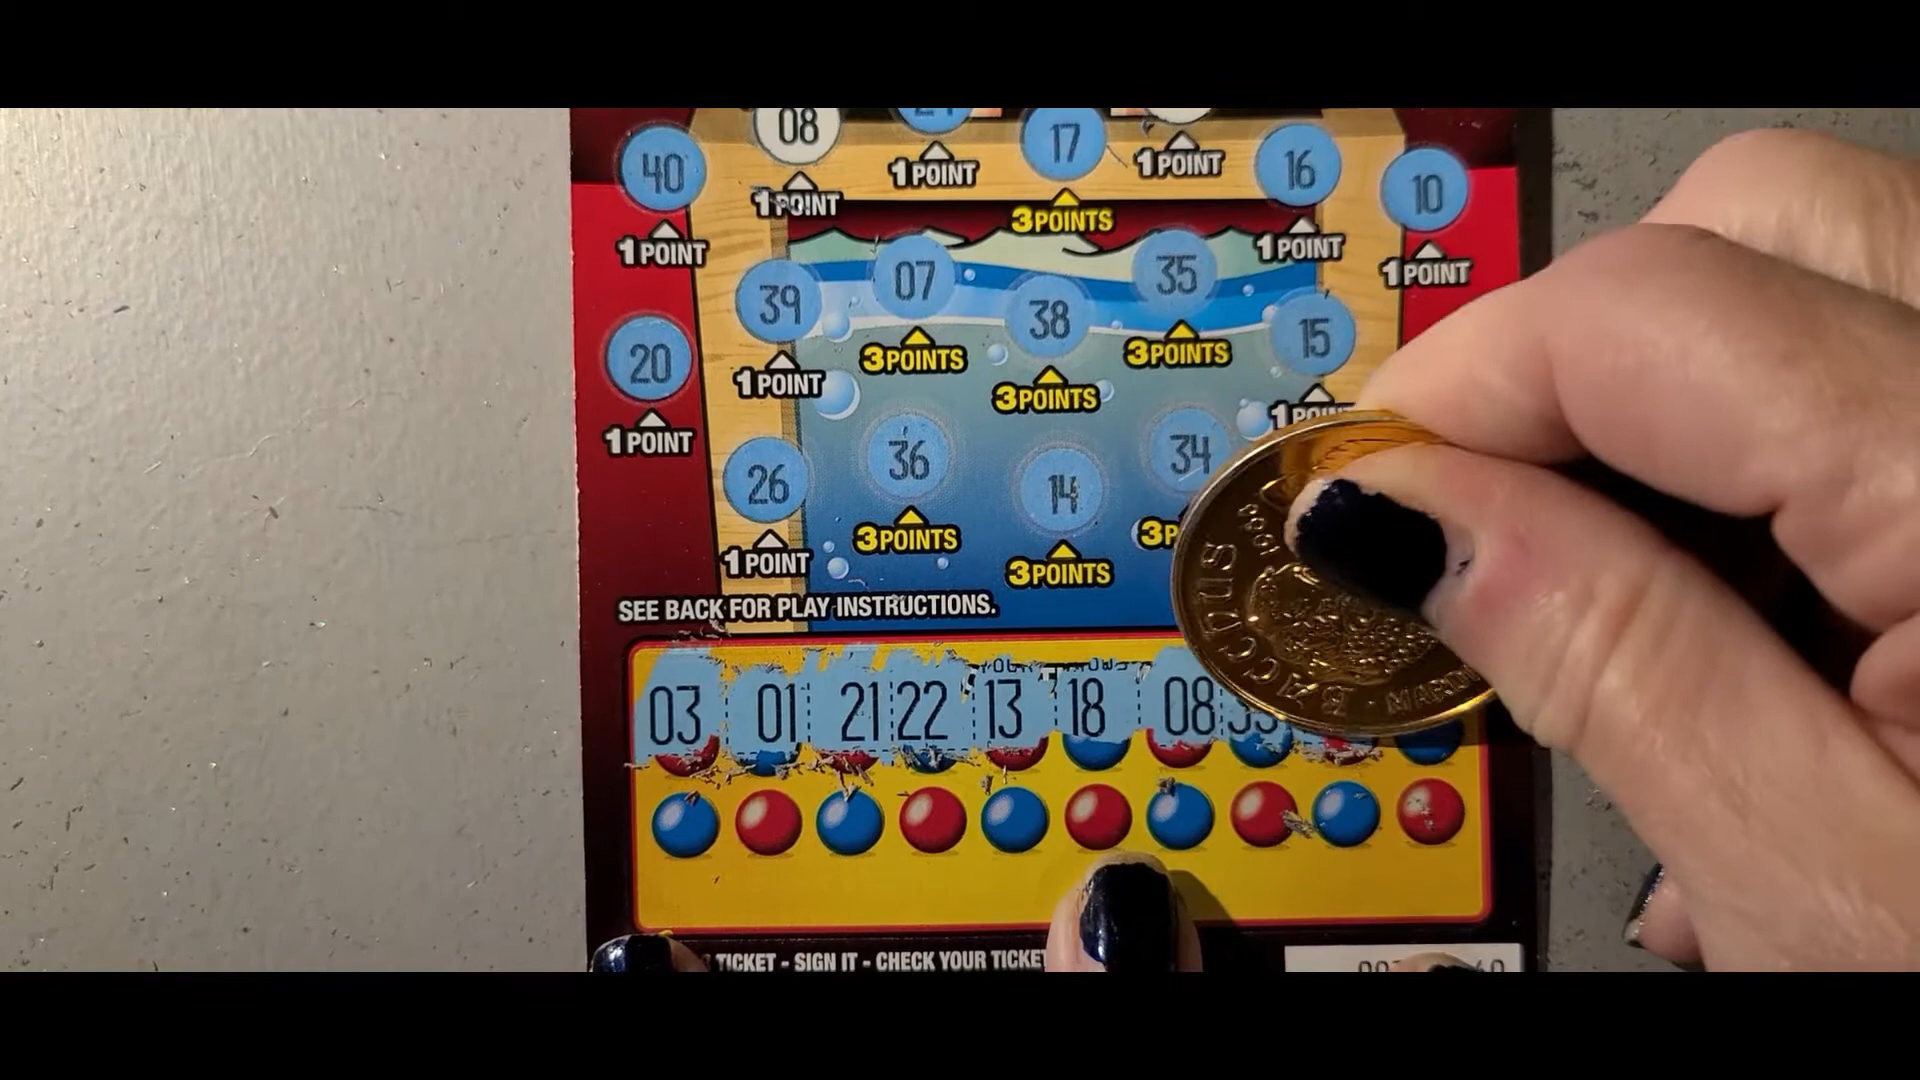 08
17
40
16
10
1 POINT
1 POINT
1 POINT
3 POINTS
1 POINT
1 POINT
1 POINT
39
07
38
35
15
20
3 POINTS
3 POINTS
1 POINT
3 POINTS
1 POINT
1 POINT
26
36
14
34
3 POINTS
1 POINT
3 POINTS
SEE BACK FOR PLAY INSTRUCTIONS.
03 01 21 22 13 18 08
BACCHUS
1998
TICKET - SIGN IT - CHECK YOUR TICKET